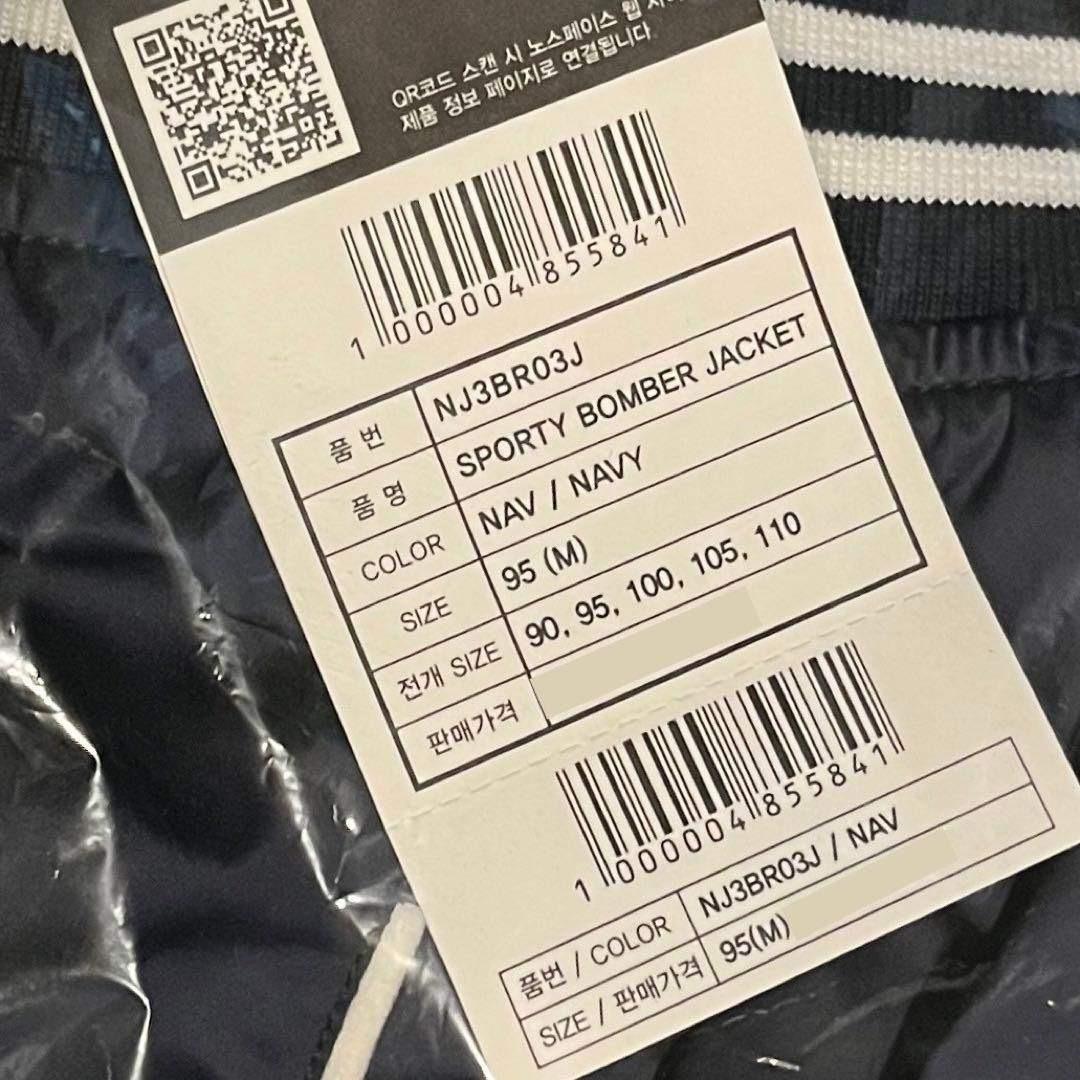 QR코드 스캔 시 노스페이스 웹 사이
제품 정보 페이지로 연결됩니다.
1 000004 855841
품 번 NJ3BR03J
품 명 SPORTY BOMBER JACKET
COLOR NAV / NAVY
SIZE 95 (M)
전개 SIZE 90, 95, 100, 105, 110
판매가격
1 000004 855841
품번 / COLOR NJ3BR03J / NAV
SIZE / 판매가격 95(M)